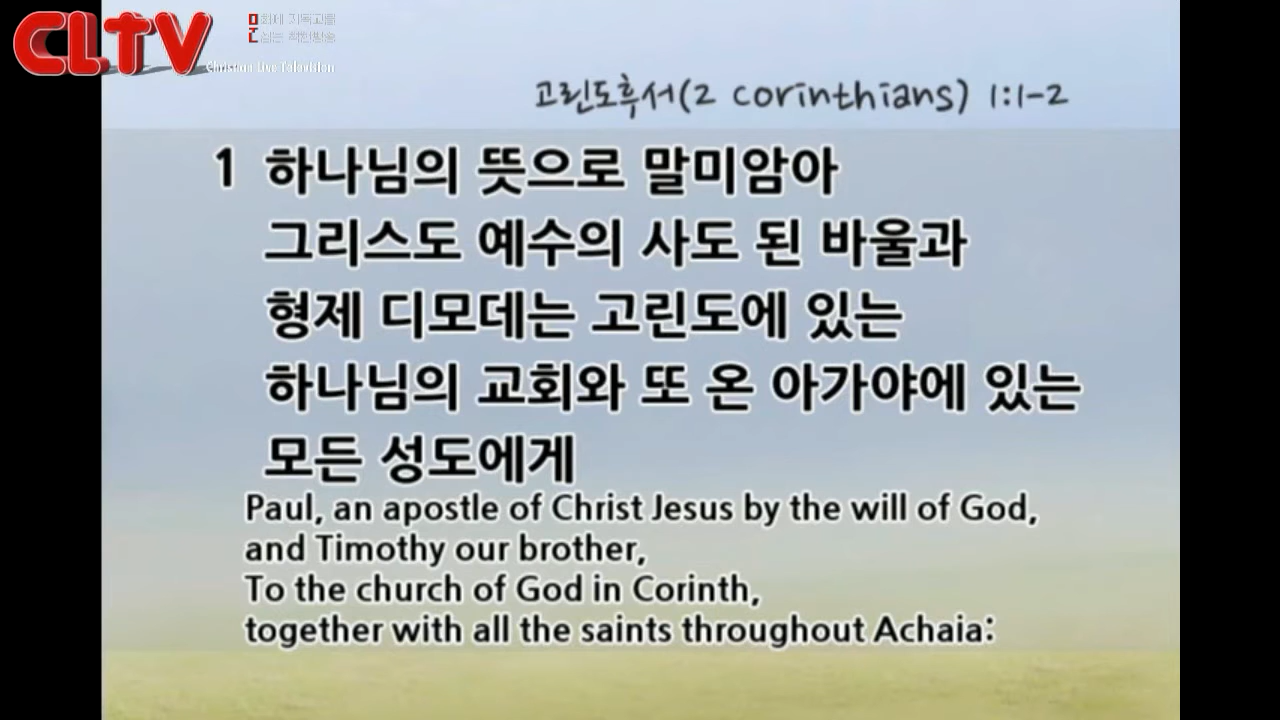 CLTV
Christian Live Television
고린도후서(2 corinthians) 1:1-2
1 하나님의 뜻으로 말미암아
그리스도 예수의 사도 된 바울과
형제 디모데는 고린도에 있는
하나님의 교회와 또 온 아가야에 있는
모든 성도에게
Paul, an apostle of Christ Jesus by the will of God,
and Timothy our brother,
To the church of God in Corinth,
together with all the saints throughout Achaia: